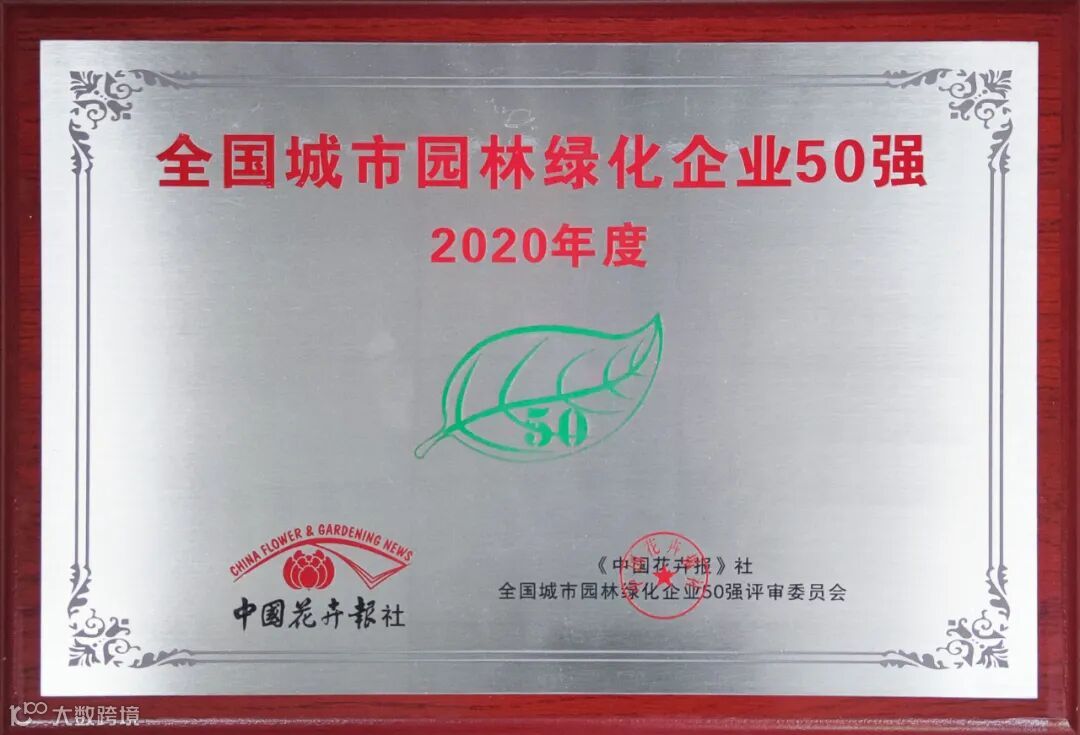 全国城市园林绿化企业50强
2020年度
50
CHINA FLOWER & GARDENING NEWS
中国花卉報社
《中国花卉报》社
全国城市园林绿化企业50强评审委员会
大数跨境